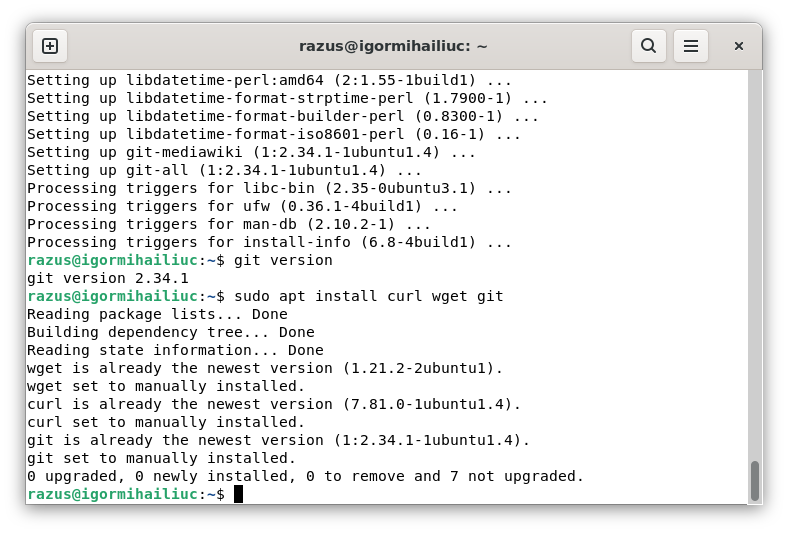 razus@igormihailiuc: ~
Setting up libdatetime-perl:amd64 (2:1.55-1build1) ...
Setting up libdatetime-format-strptime-perl (1.7900-1) ...
Setting up libdatetime-format-builder-perl (0.8300-1) ...
Setting up libdatetime-format-iso8601-perl (0.16-1) ...
Setting up git-mediawiki (1:2.34.1-1ubuntu1.4) ...
Setting up git-all (1:2.34.1-1ubuntu1.4) ...
Processing triggers for libc-bin (2.35-0ubuntu3.1) ...
Processing triggers for ufw (0.36.1-4build1) ...
Processing triggers for man-db (2.10.2-1) ...
Processing triggers for install-info (6.8-4build1) ...
razus@igormihailiuc:~$ git version
git version 2.34.1
razus@igormihailiuc:~$ sudo apt install curl wget git
Reading package lists... Done
Building dependency tree... Done
Reading state information... Done
wget is already the newest version (1.21.2-2ubuntu1).
wget set to manually installed.
curl is already the newest version (7.81.0-1ubuntu1.4).
curl set to manually installed.
git is already the newest version (1:2.34.1-1ubuntu1.4).
git set to manually installed.
0 upgraded, 0 newly installed, 0 to remove and 7 not upgraded.
razus@igormihailiuc:~$